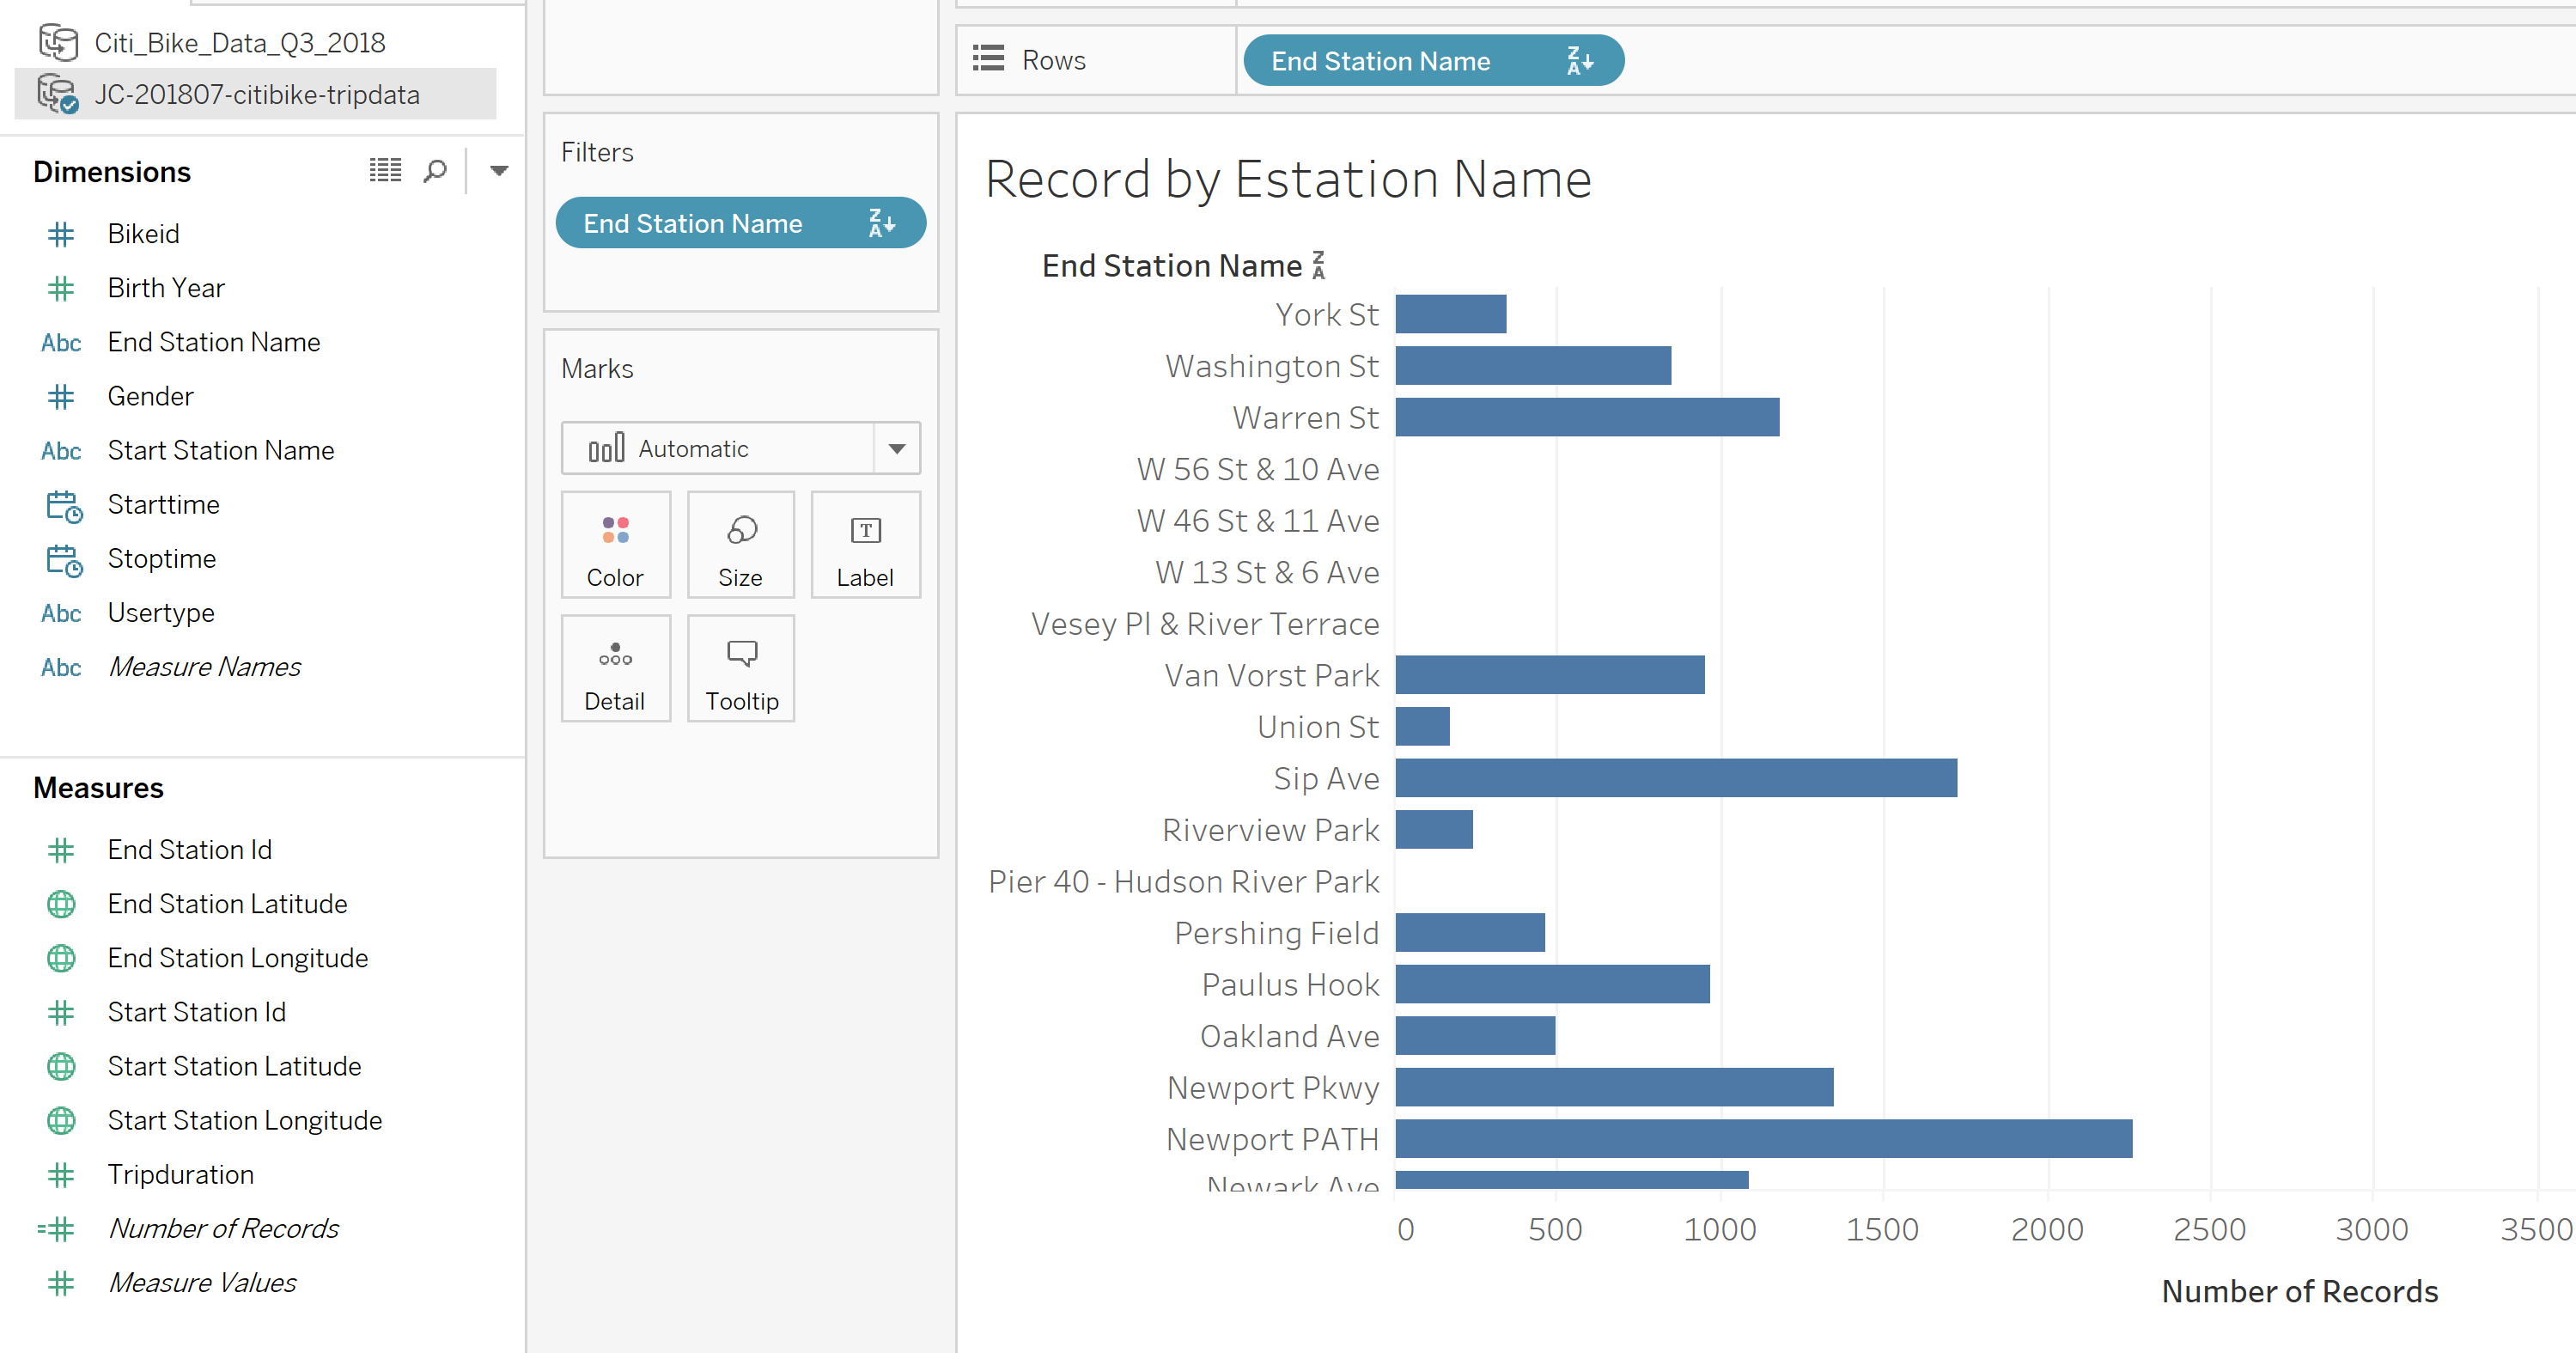 Citi_Bike_Data_Q3_2018
JC-201807-citibike-tripdata
Dimensions
Bikeid
Birth Year
Abc End Station Name
Gender
Abc Start Station Name
Starttime
Stoptime
Abc Usertype
Abc Measure Names
Measures
End Station Id
End Station Latitude
End Station Longitude
Start Station Id
Start Station Latitude
Start Station Longitude
Tripduration
Number of Records
Measure Values
Filters
End Station Name
Marks
Automatic
Color Size Label
Detail Tooltip
Rows End Station Name
Record by Estation Name
End Station Name
York St
Washington St
Warren St
W 56 St & 10 Ave
W 46 St & 11 Ave
W 13 St & 6 Ave
Vesey Pl & River Terrace
Van Vorst Park
Union St
Sip Ave
Riverview Park
Pier 40 - Hudson River Park
Pershing Field
Paulus Hook
Oakland Ave
Newport Pkwy
Newport PATH
Newark Ave
0 500 1000 1500 2000 2500 3000 3500
Number of Records